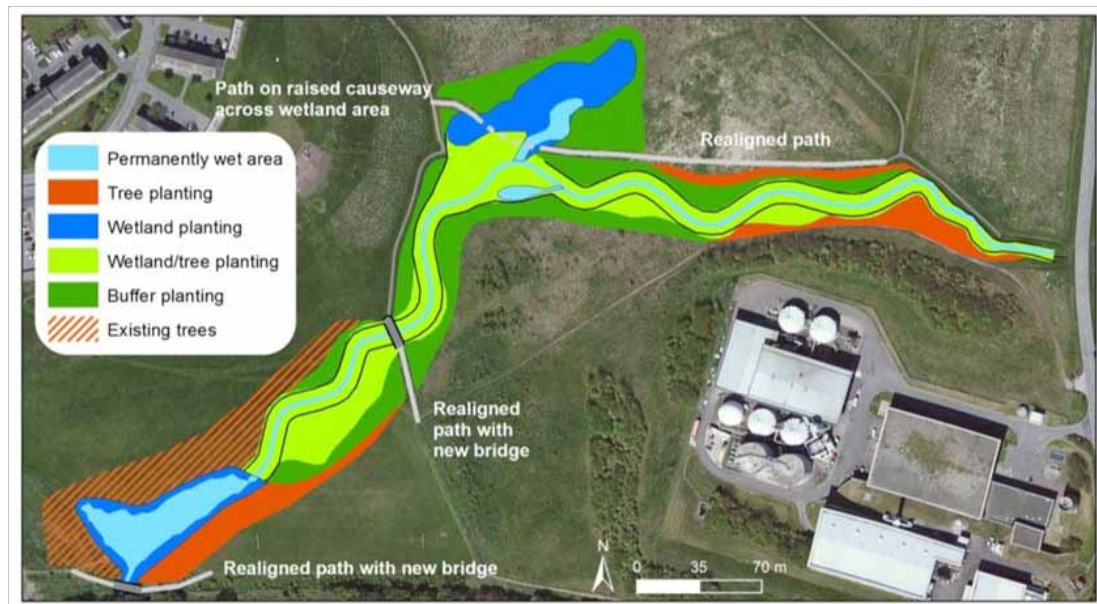 Path on raised causeway
across wetland area
Realigned path
Permanently wet area
Tree planting
Wetland planting
Wetland/tree planting
Buffer planting
Existing trees
Realigned
path with
new bridge
Realigned path with new bridge
N
0 35 70 m